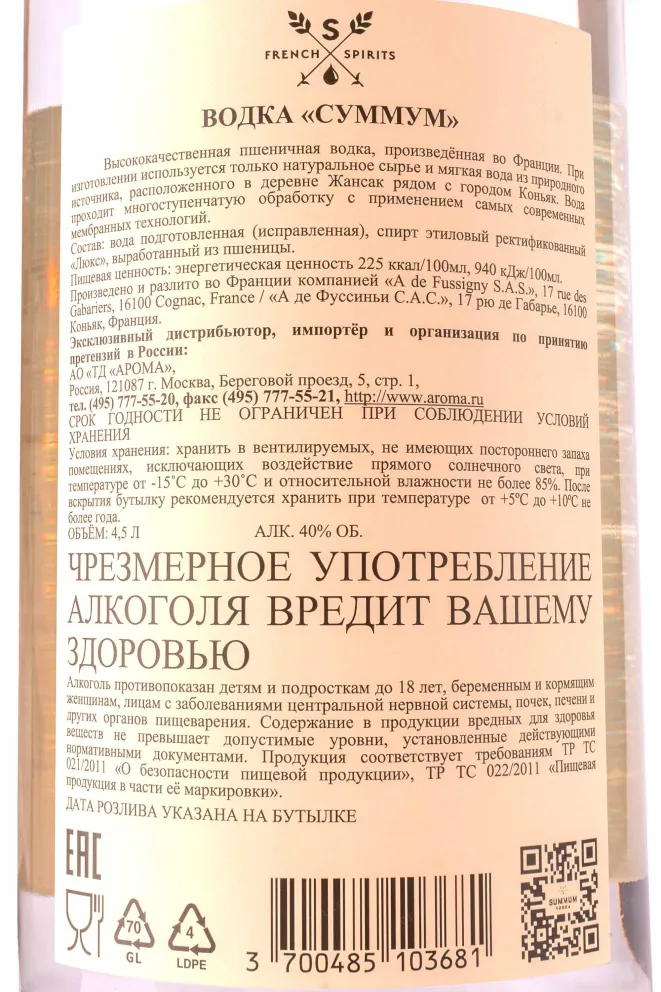 S
FRENCH SPIRITS
ВОДКА «СУММУМ»
Высококачественная пшеничная водка, произведённая во Франции. При
изготовлении используется только натуральное сырье и мягкая вода из природного
источника, расположенного в деревне Жансак рядом с городом Коньяк. Вода
проходит многоступенчатую обработку с применением самых современных
мембранных технологий.
Состав: вода подготовленная (исправленная), спирт этиловый ректификованный
«Люкс», выработанный из пшеницы.
Пищевая ценность: энергетическая ценность 225 ккал/100мл, 940 кДж/100мл.
Произведено и разлито во Франции компанией «A de Fussigny S.A.S.», 17 rue des
Gabariers, 16100 Cognac, France / «А де Фуссиньи С.А.С.», 17 рю де Габарье, 16100
Коньяк, Франция.
Эксклюзивный дистрибьютор, импортёр и организация по принятию
претензий в России:
АО «ТД «АРОМА»,
Россия, 121087 г. Москва, Береговой проезд, 5, стр. 1,
тел. (495) 777-55-20, факс (495) 777-55-21, http://www.aroma.ru
СРОК ГОДНОСТИ НЕ ОГРАНИЧЕН ПРИ СОБЛЮДЕНИИ УСЛОВИЙ
ХРАНЕНИЯ
Условия хранения: хранить в вентилируемых, не имеющих постороннего запаха
помещениях, исключающих воздействие прямого солнечного света, при
температуре от -15˚С до +30˚С и относительной влажности не более 85%. После
вскрытия бутылку рекомендуется хранить при температуре от +5ºС до +10ºС не
более года.
ОБЪЁМ: 4,5 Л АЛК. 40% ОБ.
ЧРЕЗМЕРНОЕ УПОТРЕБЛЕНИЕ
АЛКОГОЛЯ ВРЕДИТ ВАШЕМУ
ЗДОРОВЬЮ
Алкоголь противопоказан детям и подросткам до 18 лет, беременным и кормящим
женщинам, лицам с заболеваниями центральной нервной системы, почек, печени и
других органов пищеварения. Содержание в продукции вредных для здоровья
веществ не превышает допустимые уровни, установленные действующими
нормативными документами. Продукция соответствует требованиям ТР ТС
021/2011 «О безопасности пищевой продукции», ТР ТС 022/2011 «Пищевая
продукция в части её маркировки».
ДАТА РОЗЛИВА УКАЗАНА НА БУТЫЛКЕ
ЕАС
70
GL
4
LDPE
3 700485 103681
SUMMUM
VODKA